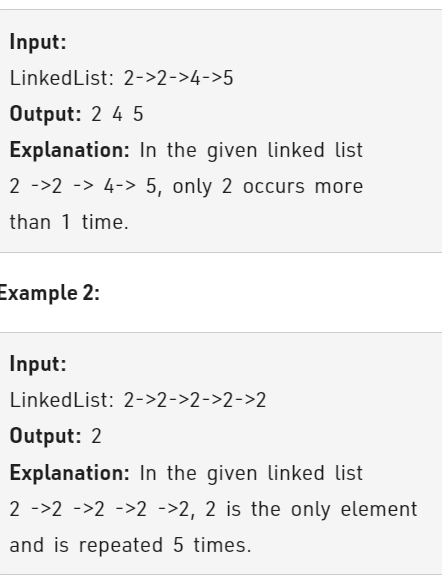 Input:
LinkedList: 2->2->4->5
Output: 2 4 5
Explanation: In the given linked list
2 ->2 -> 4-> 5, only 2 occurs more
than 1 time.
Example 2:
Input:
LinkedList: 2->2->2->2->2
Output: 2
Explanation: In the given linked list
2 ->2 ->2 ->2 ->2, 2 is the only element
and is repeated 5 times.